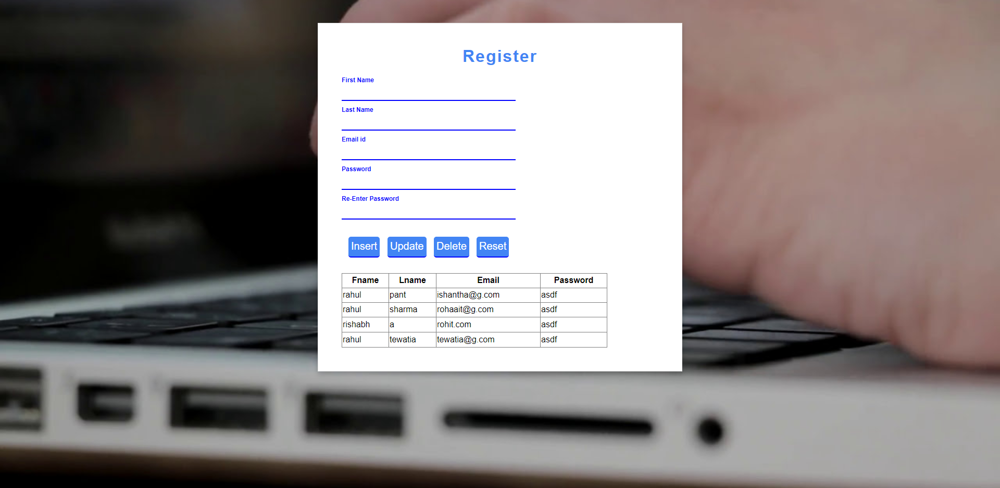 Register
First Name
Last Name
Email id
Password
Re-Enter Password
Insert Update Delete Reset
Fname Lname Email Password
rahul pant ishantha@g.com asdf
rahul sharma rohaait@g.com asdf
rishabh a rohit.com asdf
rahul tewatia tewatia@g.com asdf